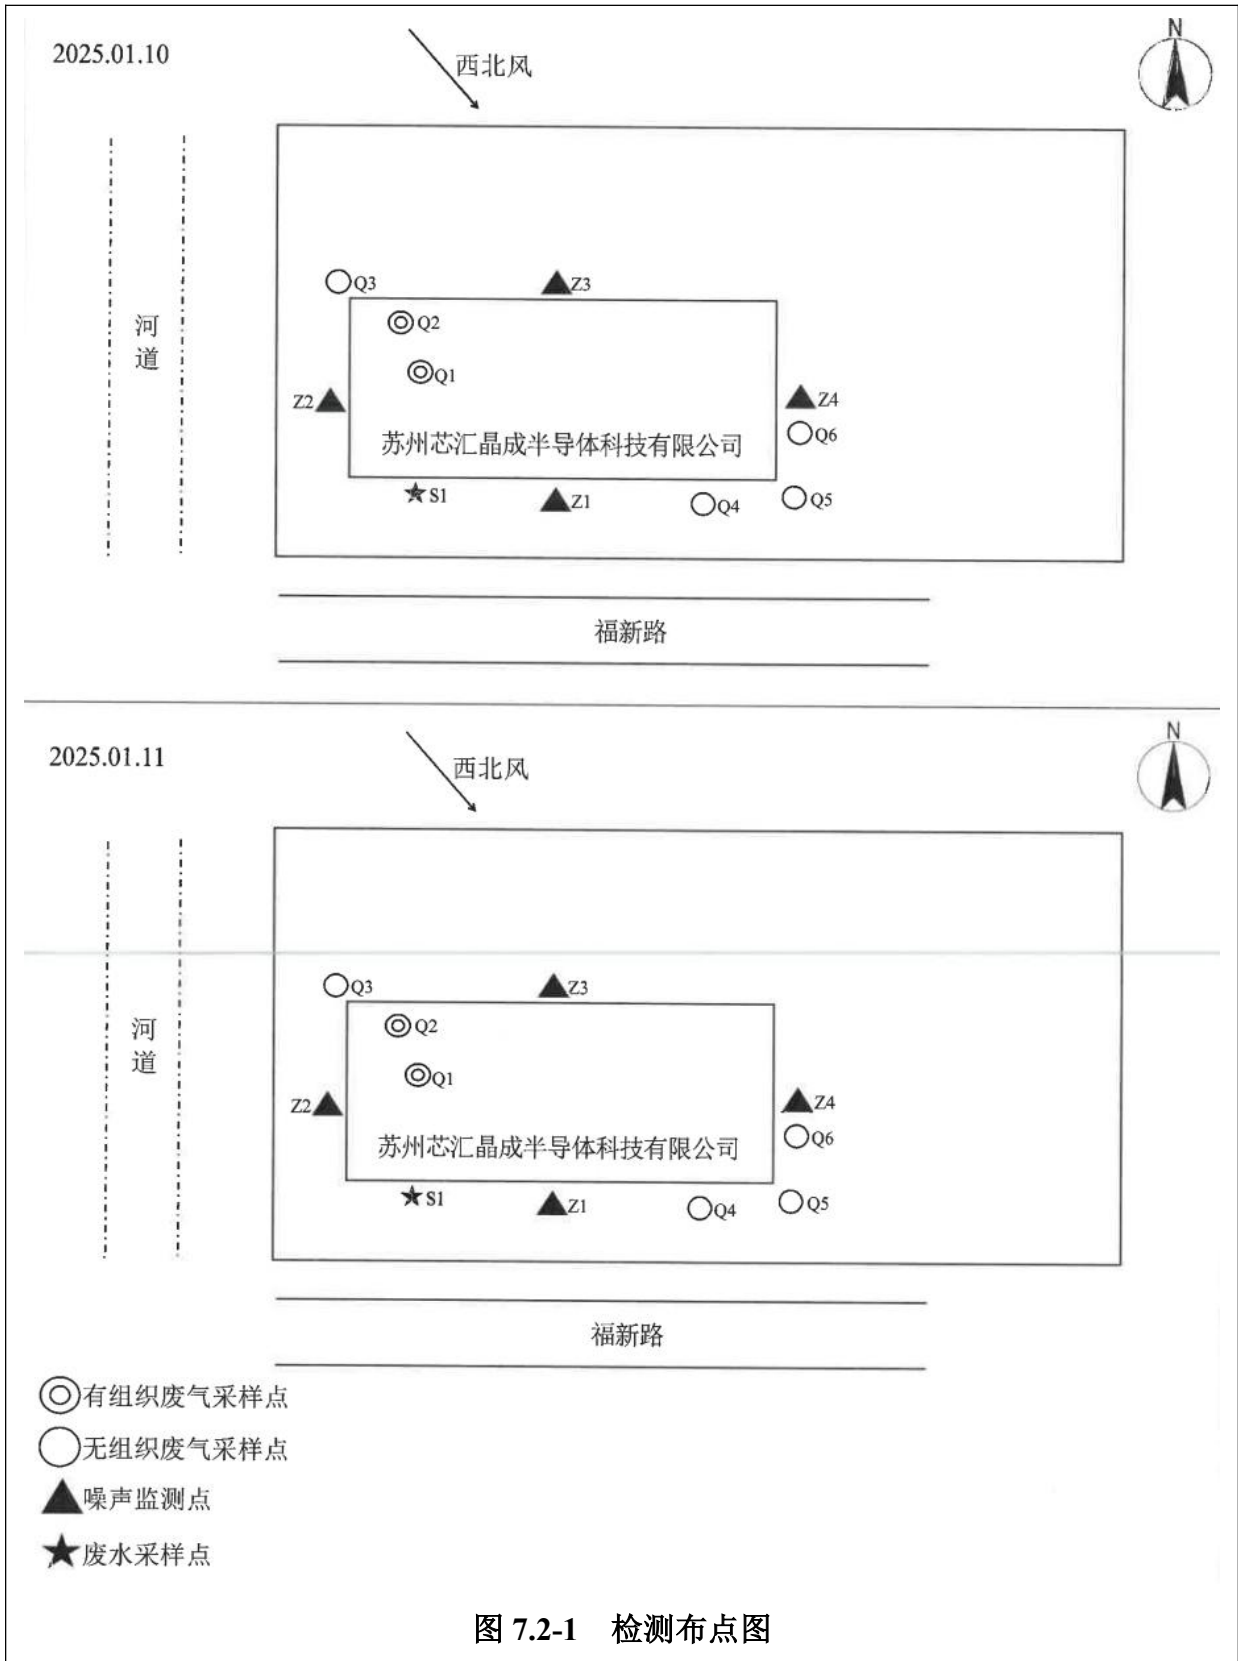 2025.01.10
西北风
N
Q3
Z3
Q2
河
道
Q1
Z2
Z4
Q6
苏州芯汇晶成半导体科技有限公司
S1
Z1
Q4
Q5
福新路
2025.01.11
西北风
N
Q3
Z3
Q2
河
道
Q1
Z2
Z4
Q6
苏州芯汇晶成半导体科技有限公司
S1
Z1
Q4
Q5
福新路
有组织废气采样点
无组织废气采样点
噪声监测点
废水采样点
图 7.2-1 检测布点图